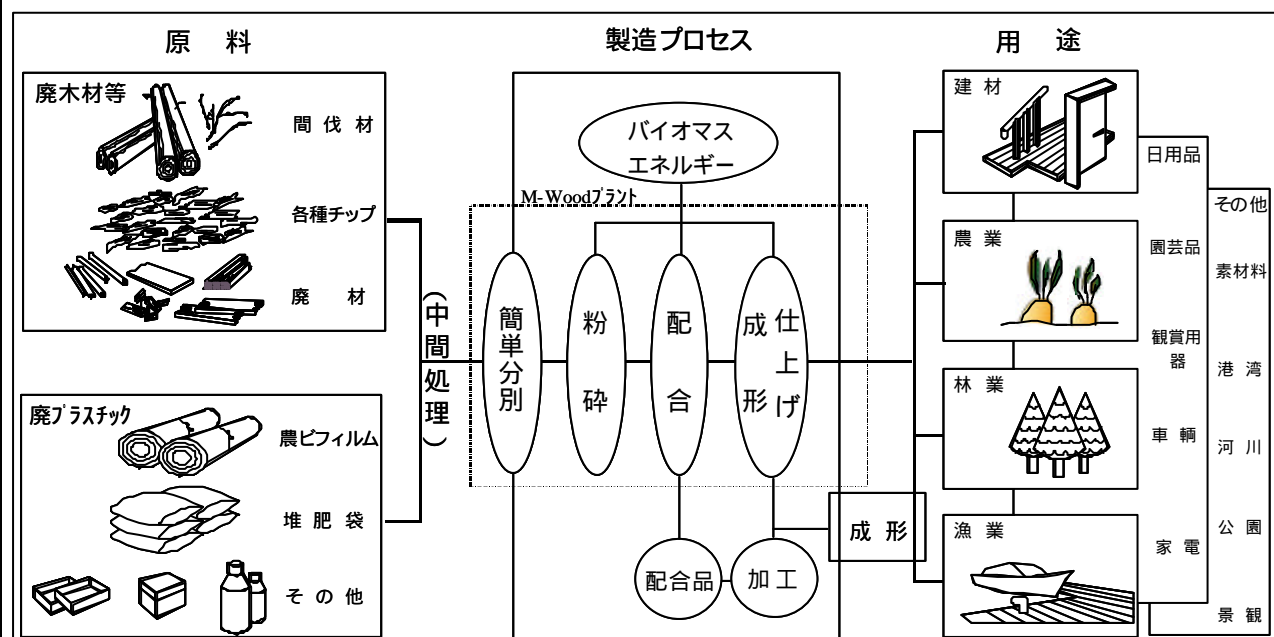 原 料
製造プロセス
用 途
廃木材等
間 伐 材
各種チップ
廃 材
廃プラスチック
農ビフィルム
堆 肥 袋
そ の 他
(中間処理)
バイオマス
エネルギー
M-Woodプラント
簡単分別
粉砕
配合
成形
仕上げ
配合品
加工
成 形
建 材
農 業
林 業
漁 業
日用品
園芸品
観賞用
器
車 輌
家 電
その他
素材料
港 湾
河 川
公 園
景 観